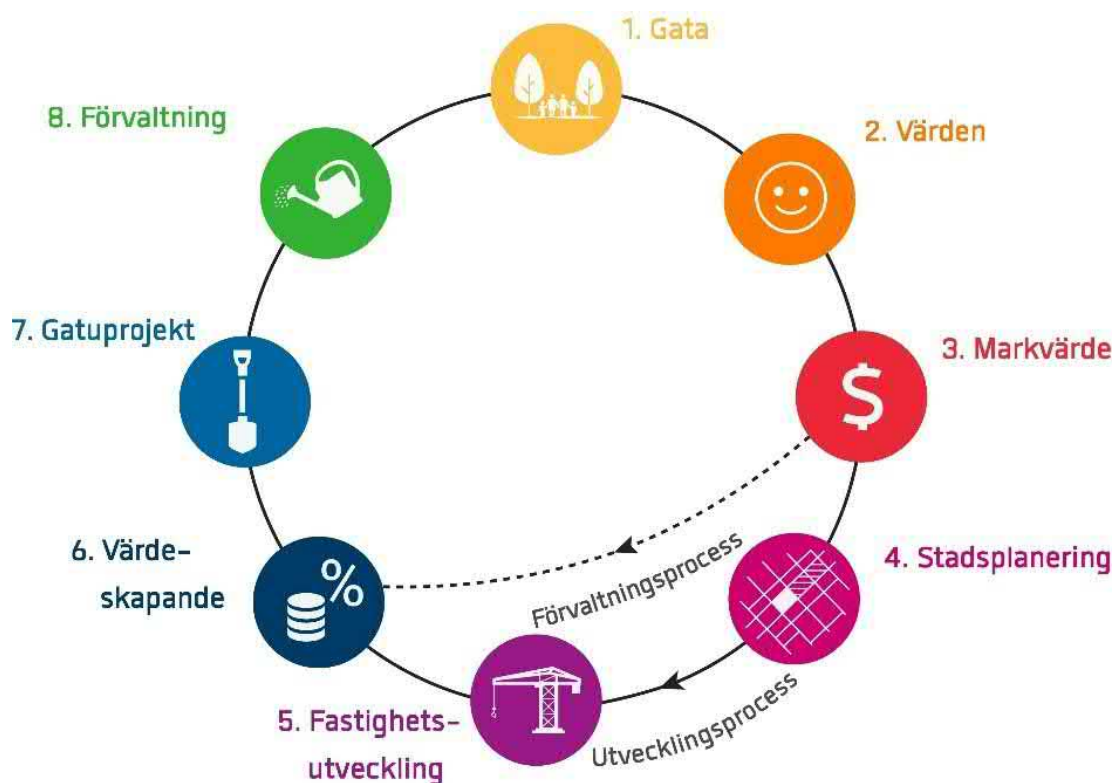 1. Gata
2. Värden
3. Markvärde
$
4. Stadsplanering
5. Fastighets-
utveckling
6. Värde-
skapande
%
7. Gatuprojekt
8. Förvaltning
Förvaltningsprocess
Utvecklingsprocess